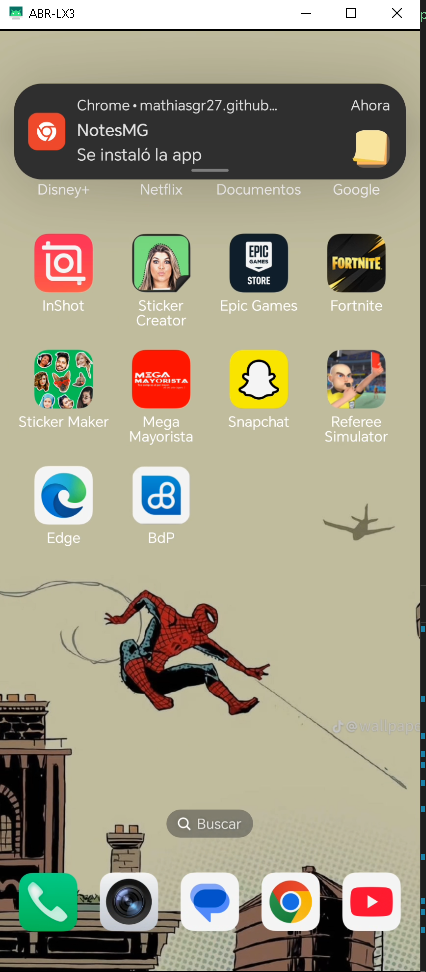 ABR-LX3
Chrome • mathiasgr27.github... Ahora
NotesMG
Se instaló la app
Disney+ Netflix Documentos Google
EPIC
GAMES
STORE
FORTNITE
InShot Sticker Creator Epic Games Fortnite
MEGA
MAYORISTA
Sticker Maker Mega Mayorista Snapchat Referee Simulator
Edge BdP
Buscar